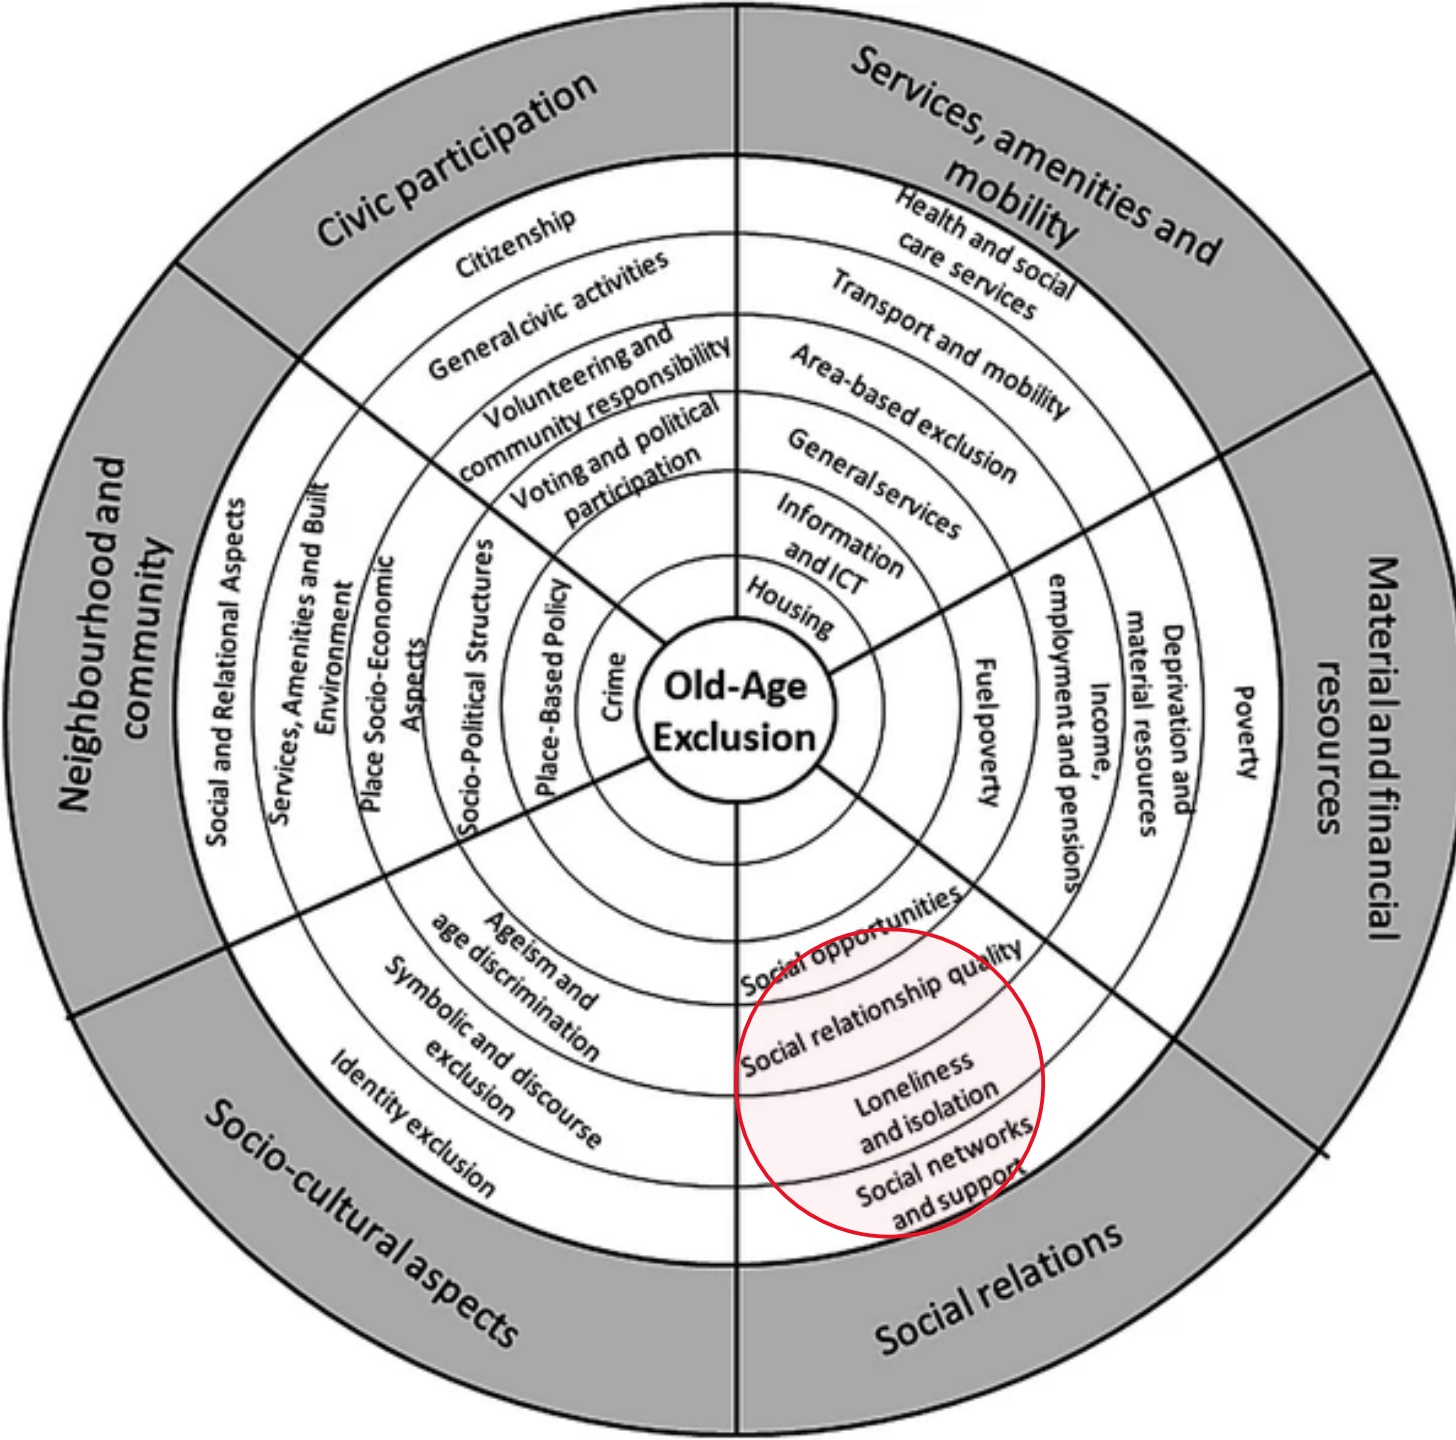 Civic participation
Citizenship
General civic activities
Volunteering and
community responsibility
Voting and political
participation
Services, amenities and
mobility
Health and social
care services
Transport and mobility
Area-based exclusion
General services
Information
and ICT
Housing
Material and financial
resources
Poverty
Deprivation and
material resources
Income,
employment and pensions
Fuel poverty
Social relations
Social opportunities
Social relationship quality
Loneliness
and isolation
Social networks
and support
Socio-cultural aspects
Ageism and
age discrimination
Symbolic and discourse
exclusion
Identity exclusion
Neighbourhood and
community
Social and Relational Aspects
Services, Amenities and Built
Environment
Place Socio-Economic
Aspects
Socio-Political Structures
Place-Based Policy
Crime
Old-Age
Exclusion